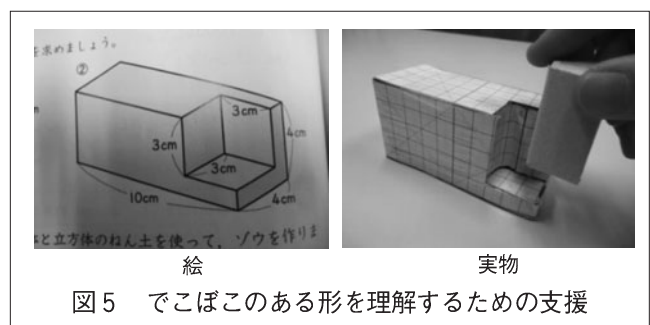 を求めましょう。
②
3cm
4cm
3cm
3cm
10cm
4cm
と立方体のねん土を使って，ゾウを作りま
絵
実物
図5 でこぼこのある形を理解するための支援